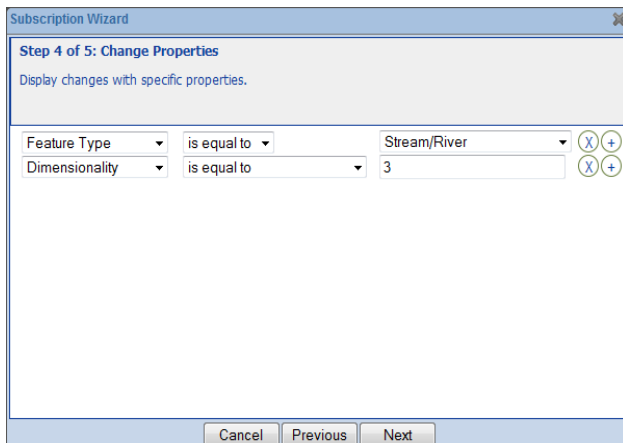 Subscription Wizard
Step 4 of 5: Change Properties
Display changes with specific properties.
Feature Type is equal to Stream/River X +
Dimensionality is equal to 3 X +
Cancel Previous Next